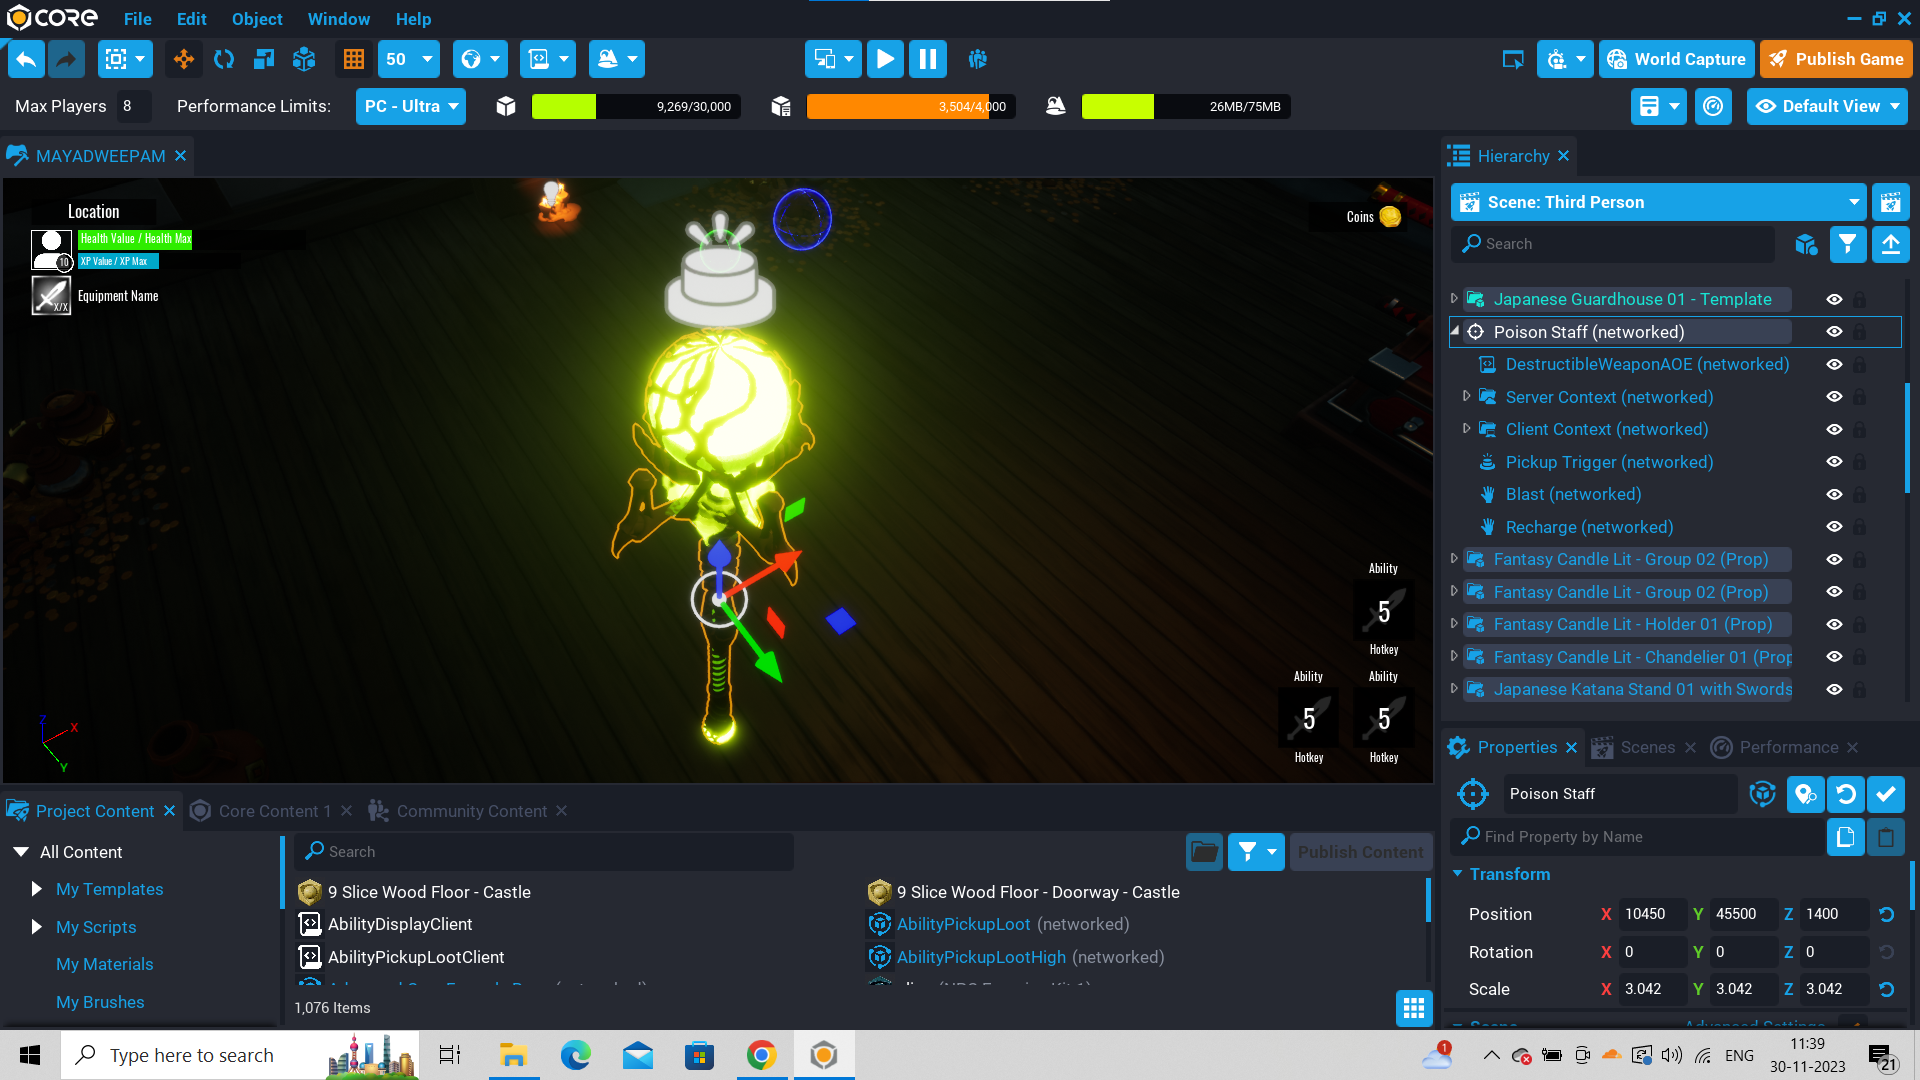 CORE File Edit Object Window Help
50 World Capture Publish Game
Max Players 8 Performance Limits: PC - Ultra 9,269/30,000 3,504/4,000 26MB/75MB Default View
MAYADWEEPAM
Location
Health Value / Health Max
10
XP Value / XP Max
X/X
Equipment Name
Coins
Ability
5
Hotkey
Ability Ability
5 5
Hotkey Hotkey
Z X Y
Hierarchy
Scene: Third Person
Search
Japanese Guardhouse 01 - Template
Poison Staff (networked)
DestructibleWeaponAOE (networked)
Server Context (networked)
Client Context (networked)
Pickup Trigger (networked)
Blast (networked)
Recharge (networked)
Fantasy Candle Lit - Group 02 (Prop)
Fantasy Candle Lit - Group 02 (Prop)
Fantasy Candle Lit - Holder 01 (Prop)
Fantasy Candle Lit - Chandelier 01 (Prop
Japanese Katana Stand 01 with Swords
Properties Scenes Performance
Poison Staff
Find Property by Name
Transform
Position X 10450 Y 45500 Z 1400
Rotation X 0 Y 0 Z 0
Scale X 3.042 Y 3.042 Z 3.042
Project Content Core Content 1 Community Content
All Content
My Templates
My Scripts
My Materials
My Brushes
Search
Publish Content
9 Slice Wood Floor - Castle 9 Slice Wood Floor - Doorway - Castle
AbilityDisplayClient AbilityPickupLoot (networked)
AbilityPickupLootClient AbilityPickupLootHigh (networked)
1,076 Items
Type here to search
1
ENG
11:39
30-11-2023
21